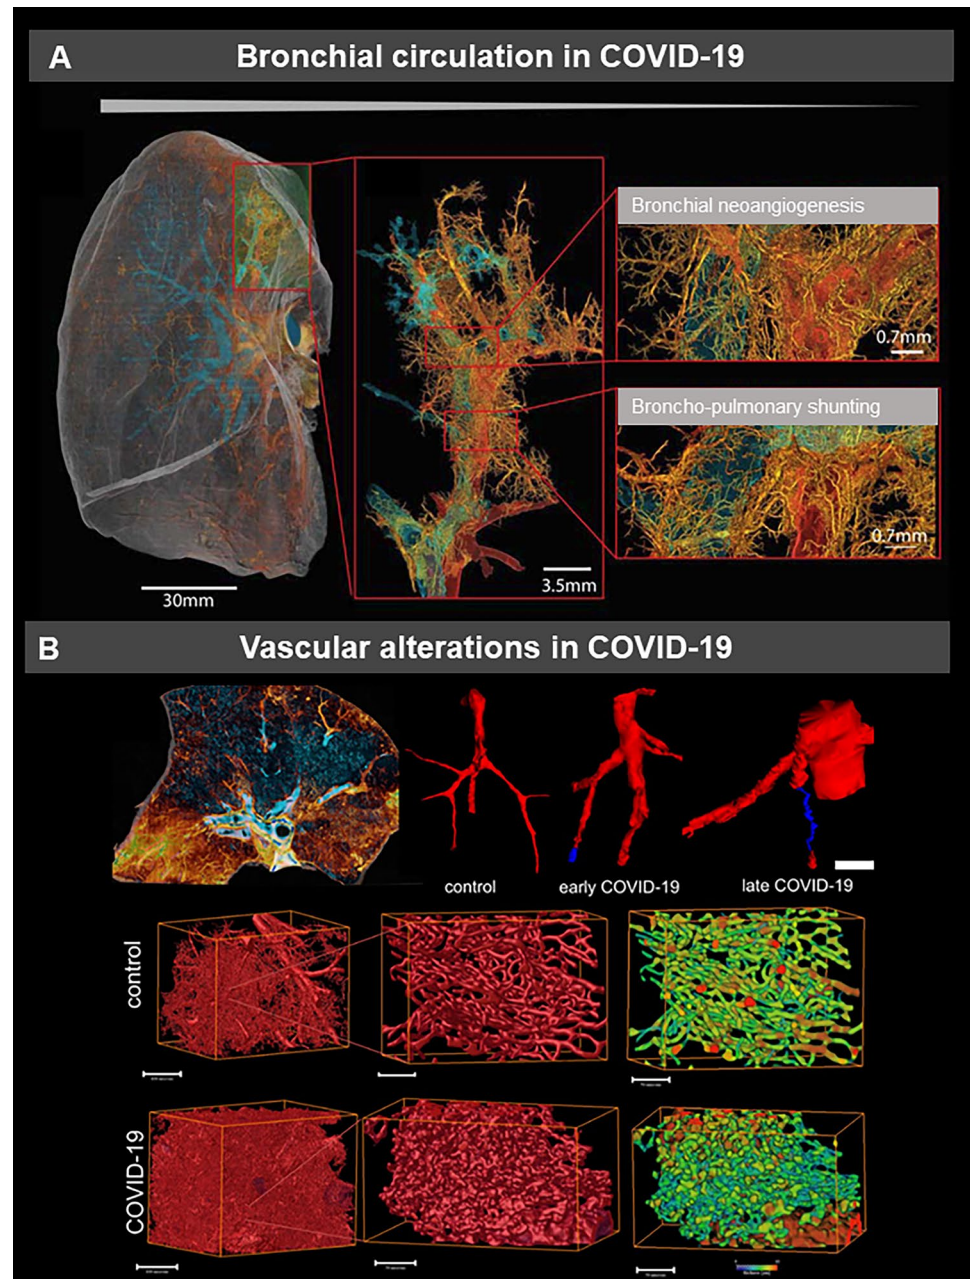 A
Bronchial circulation in COVID-19
Bronchial neoangiogenesis
0.7mm
Broncho-pulmonary shunting
0.7mm
3.5mm
30mm
B
Vascular alterations in COVID-19
control
early COVID-19
late COVID-19
control
COVID-19